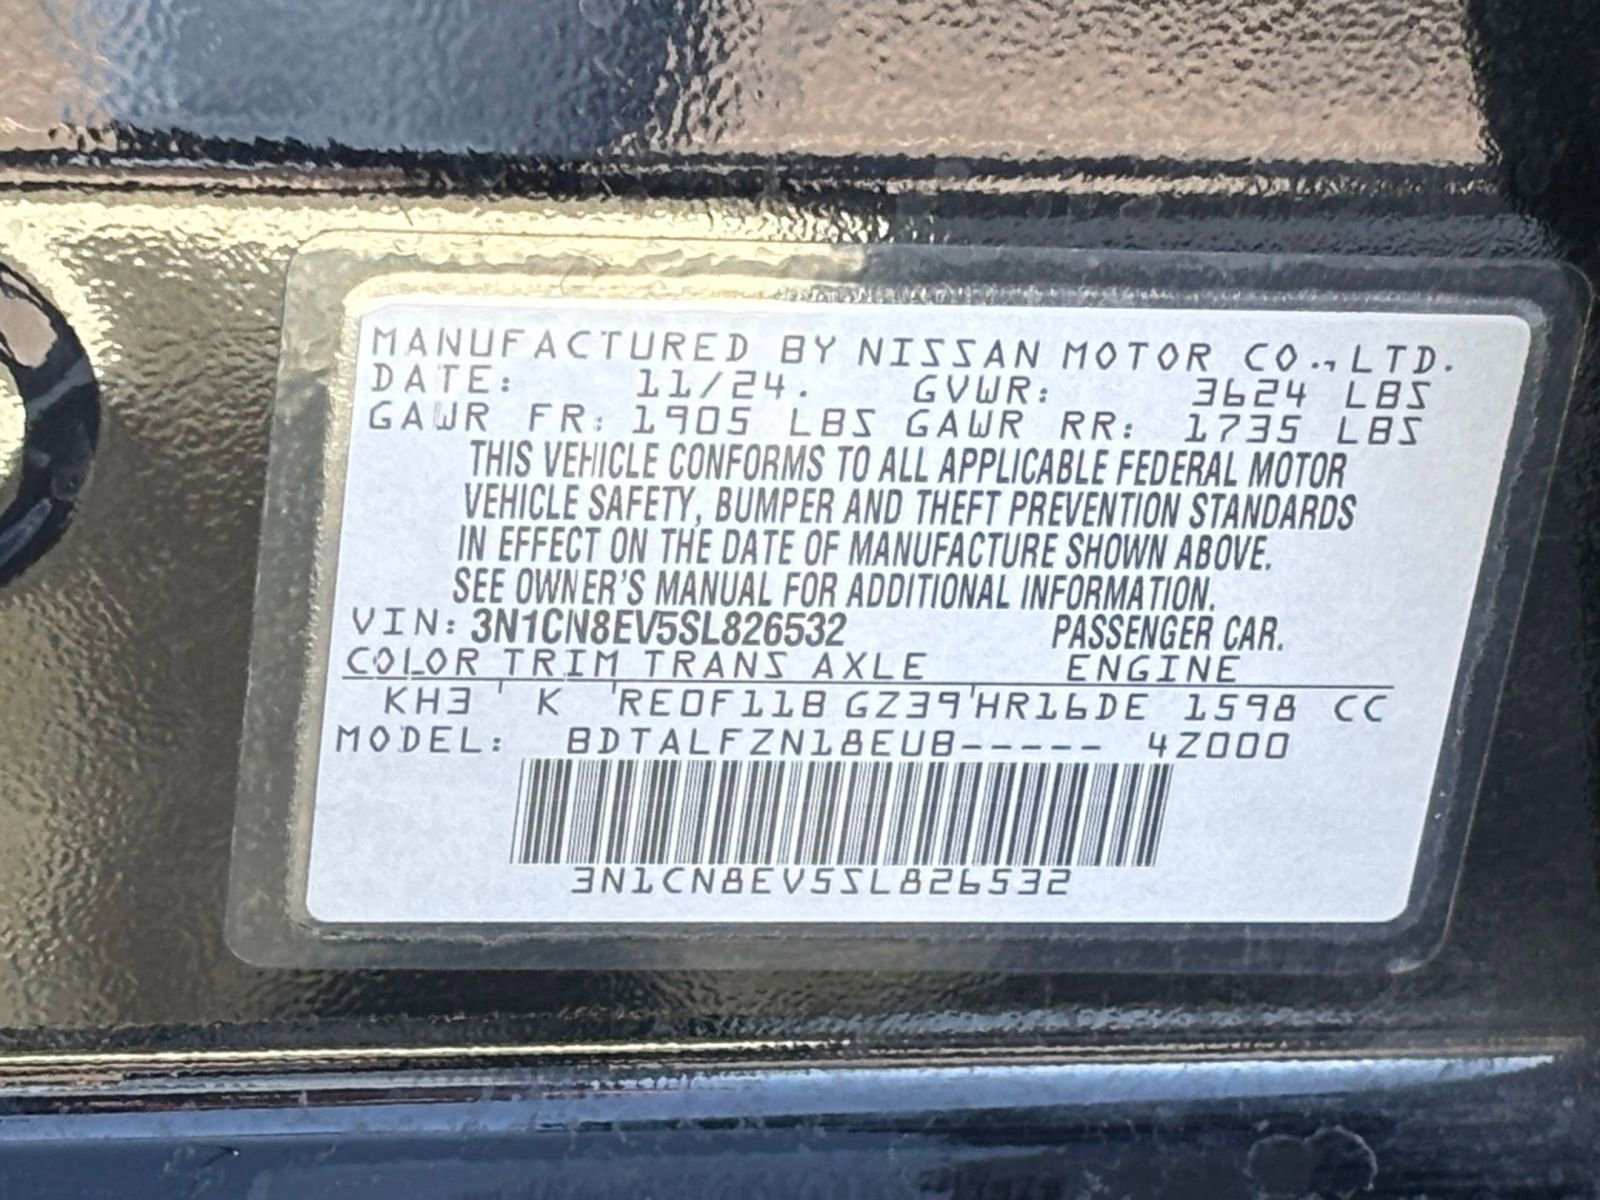 MANUFACTURED BY NISSAN MOTOR CO., LTD.
DATE: 11/24. GVWR: 3624 LBS
GAWR FR: 1905 LBS GAWR RR: 1735 LBS
THIS VEHICLE CONFORMS TO ALL APPLICABLE FEDERAL MOTOR
VEHICLE SAFETY, BUMPER AND THEFT PREVENTION STANDARDS
IN EFFECT ON THE DATE OF MANUFACTURE SHOWN ABOVE.
SEE OWNER'S MANUAL FOR ADDITIONAL INFORMATION.
VIN: 3N1CN8EV5SL826532 PASSENGER CAR.
COLOR TRIM TRANS AXLE ENGINE
KH3 ' K 'RE0F11B GZ39'HR16DE 1598 CC
MODEL: BDTALFZN18EUB----- 4Z000
3N1CN8EV5SL826532